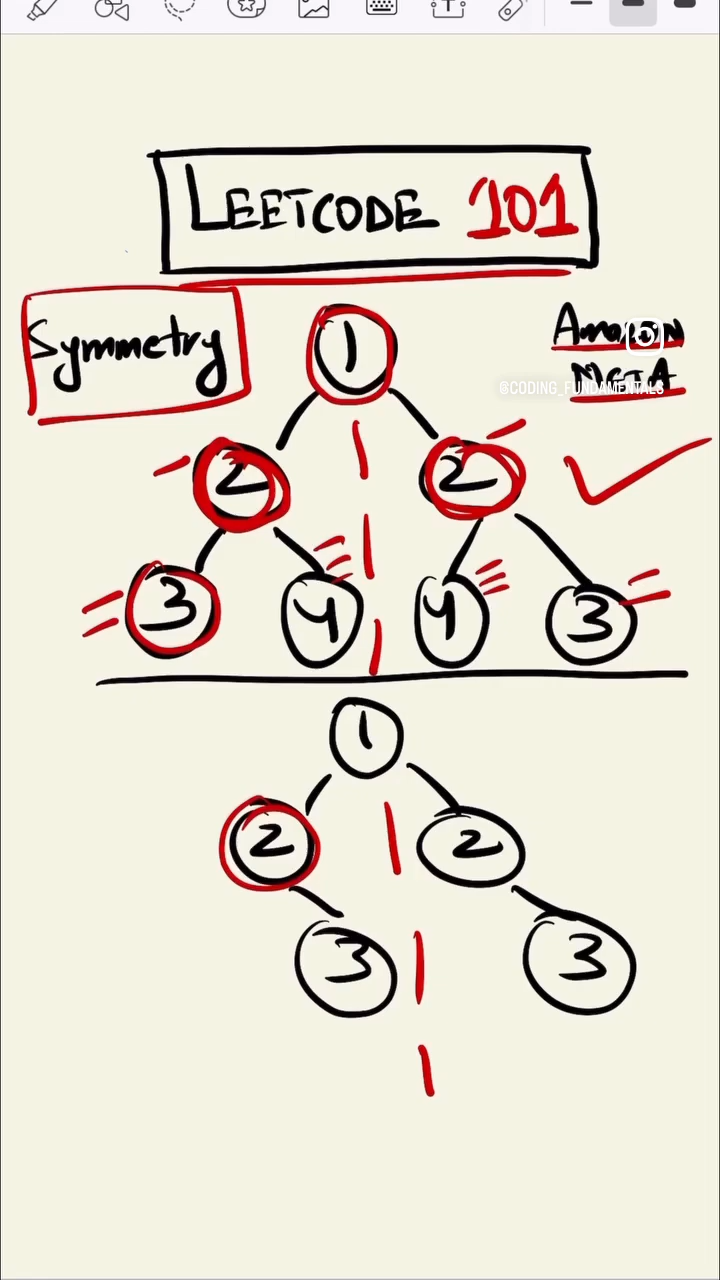 LEETCODE 101
Symmetry
1
AMAZON
META
@CODING_FUNDAMENTALS
2 2
3 4 4 3
1
2 2
3 3